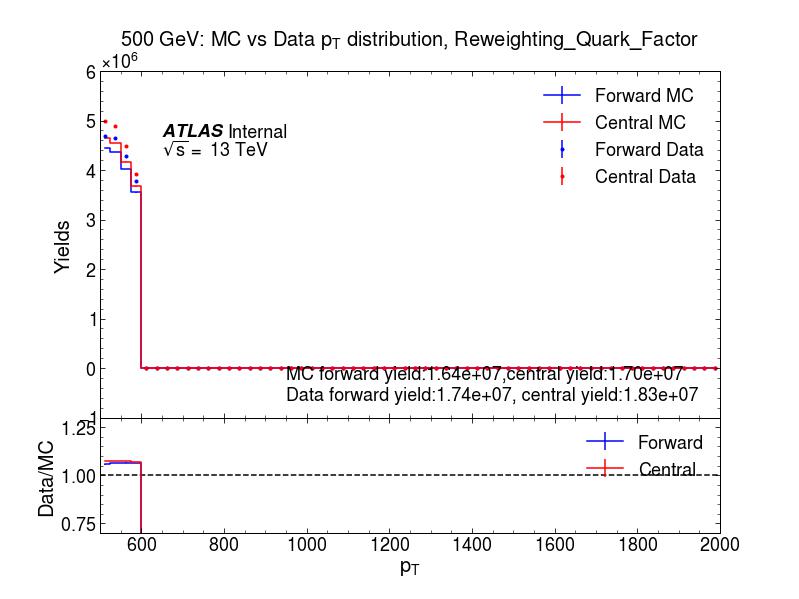 500 GeV: MC vs Data pT distribution, Reweighting_Quark_Factor
×10⁶
6
5
4
3
2
1
0
−1
Yields
ATLAS Internal
√s = 13 TeV
Forward MC
Central MC
Forward Data
Central Data
MC forward yield:1.64e+07,central yield:1.70e+07
Data forward yield:1.74e+07, central yield:1.83e+07
1.25
1.00
0.75
Data/MC
Forward
Central
600 800 1000 1200 1400 1600 1800 2000
pT